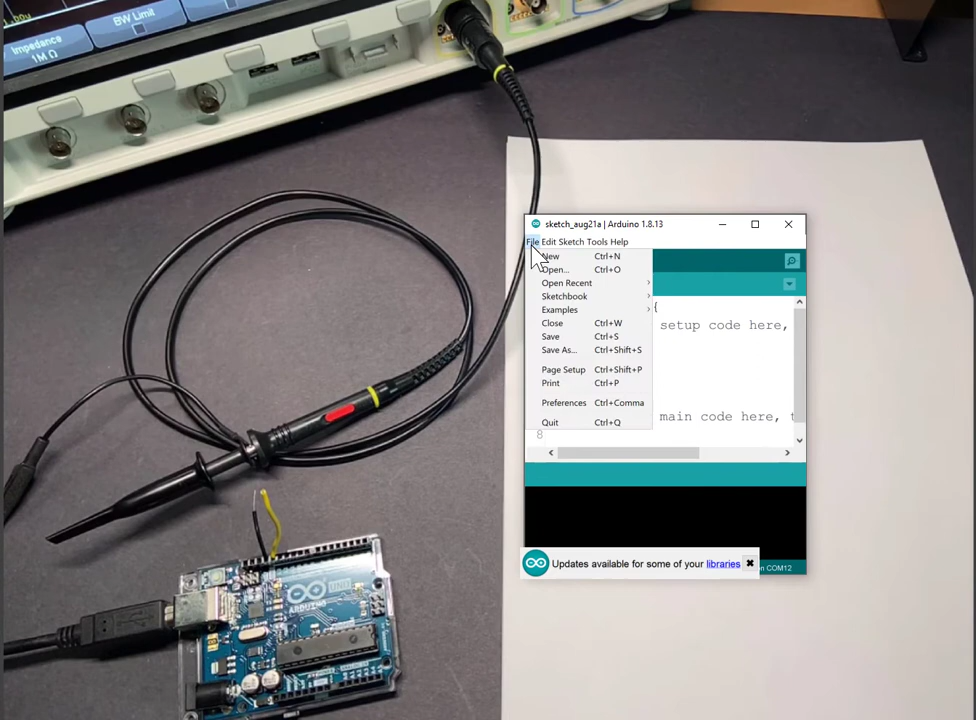 BW Limit
Impedance
1M Ω
sketch_aug21a | Arduino 1.8.13
File Edit Sketch Tools Help
New Ctrl+N
Open... Ctrl+O
Open Recent
Sketchbook
Examples
Close Ctrl+W
Save Ctrl+S
Save As... Ctrl+Shift+S
Page Setup Ctrl+Shift+P
Print Ctrl+P
Preferences Ctrl+Comma
Quit Ctrl+Q
{
setup code here,
main code here, t
8
Updates available for some of your libraries
on COM12
ARDUINO
UNO